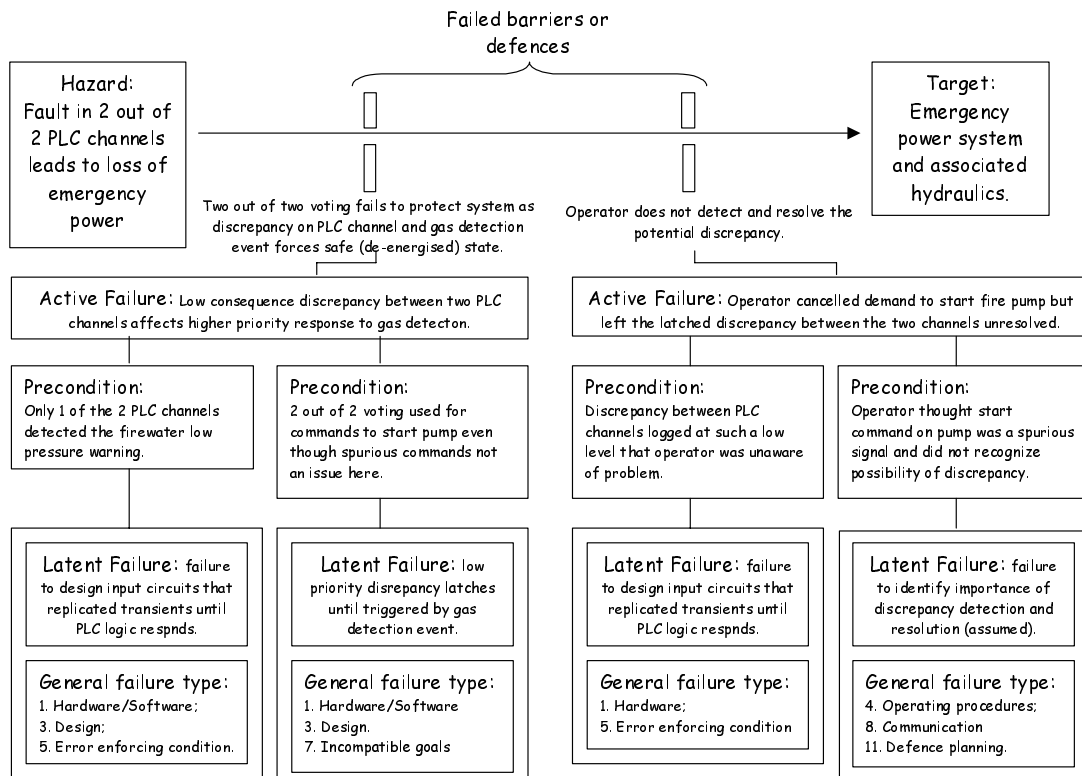 Failed barriers or
defences
Hazard:
Fault in 2 out of
2 PLC channels
leads to loss of
emergency
power
Target:
Emergency
power system
and associated
hydraulics.
Two out of two voting fails to protect system as
discrepancy on PLC channel and gas detection
event forces safe (de-energised) state.
Operator does not detect and resolve the
potential discrepancy.
Active Failure: Low consequence discrepancy between two PLC
channels affects higher priority response to gas detecton.
Active Failure: Operator cancelled demand to start fire pump but
left the latched discrepancy between the two channels unresolved.
Precondition:
Only 1 of the 2 PLC channels
detected the firewater low
pressure warning.
Precondition:
2 out of 2 voting used for
commands to start pump even
though spurious commands not
an issue here.
Precondition:
Discrepancy between PLC
channels logged at such a low
level that operator was unaware
of problem.
Precondition:
Operator thought start
command on pump was a spurious
signal and did not recognize
possibility of discrepancy.
Latent Failure: failure
to design input circuits that
replicated transients until
PLC logic respnds.
Latent Failure: low
priority disrepancy latches
until triggered by gas
detection event.
Latent Failure: failure
to design input circuits that
replicated transients until
PLC logic respnds.
Latent Failure: failure
to identify importance of
discrepancy detection and
resolution (assumed).
General failure type:
1. Hardware/Software;
3. Design;
5. Error enforcing condition.
General failure type:
1. Hardware/Software
3. Design.
7. Incompatible goals
General failure type:
1. Hardware;
5. Error enforcing condition
General failure type:
4. Operating procedures;
8. Communication
11. Defence planning.